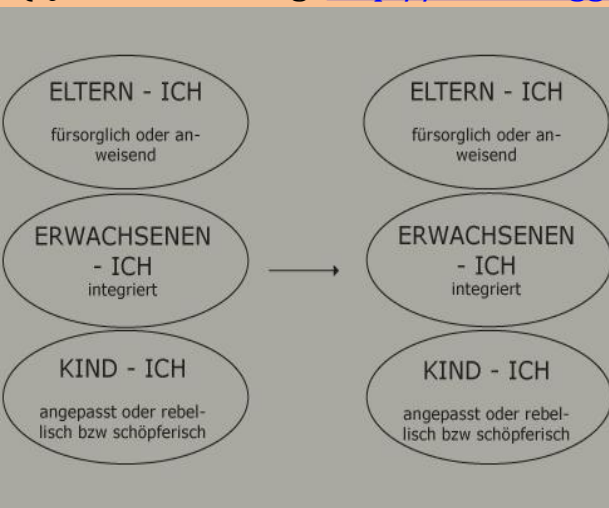 ELTERN - ICH
fürsorglich oder an-
weisend
ERWACHSENEN
- ICH
integriert
KIND - ICH
angepasst oder rebel-
lisch bzw schöpferisch
ELTERN - ICH
fürsorglich oder an-
weisend
ERWACHSENEN
- ICH
integriert
KIND - ICH
angepasst oder rebel-
lisch bzw schöpferisch